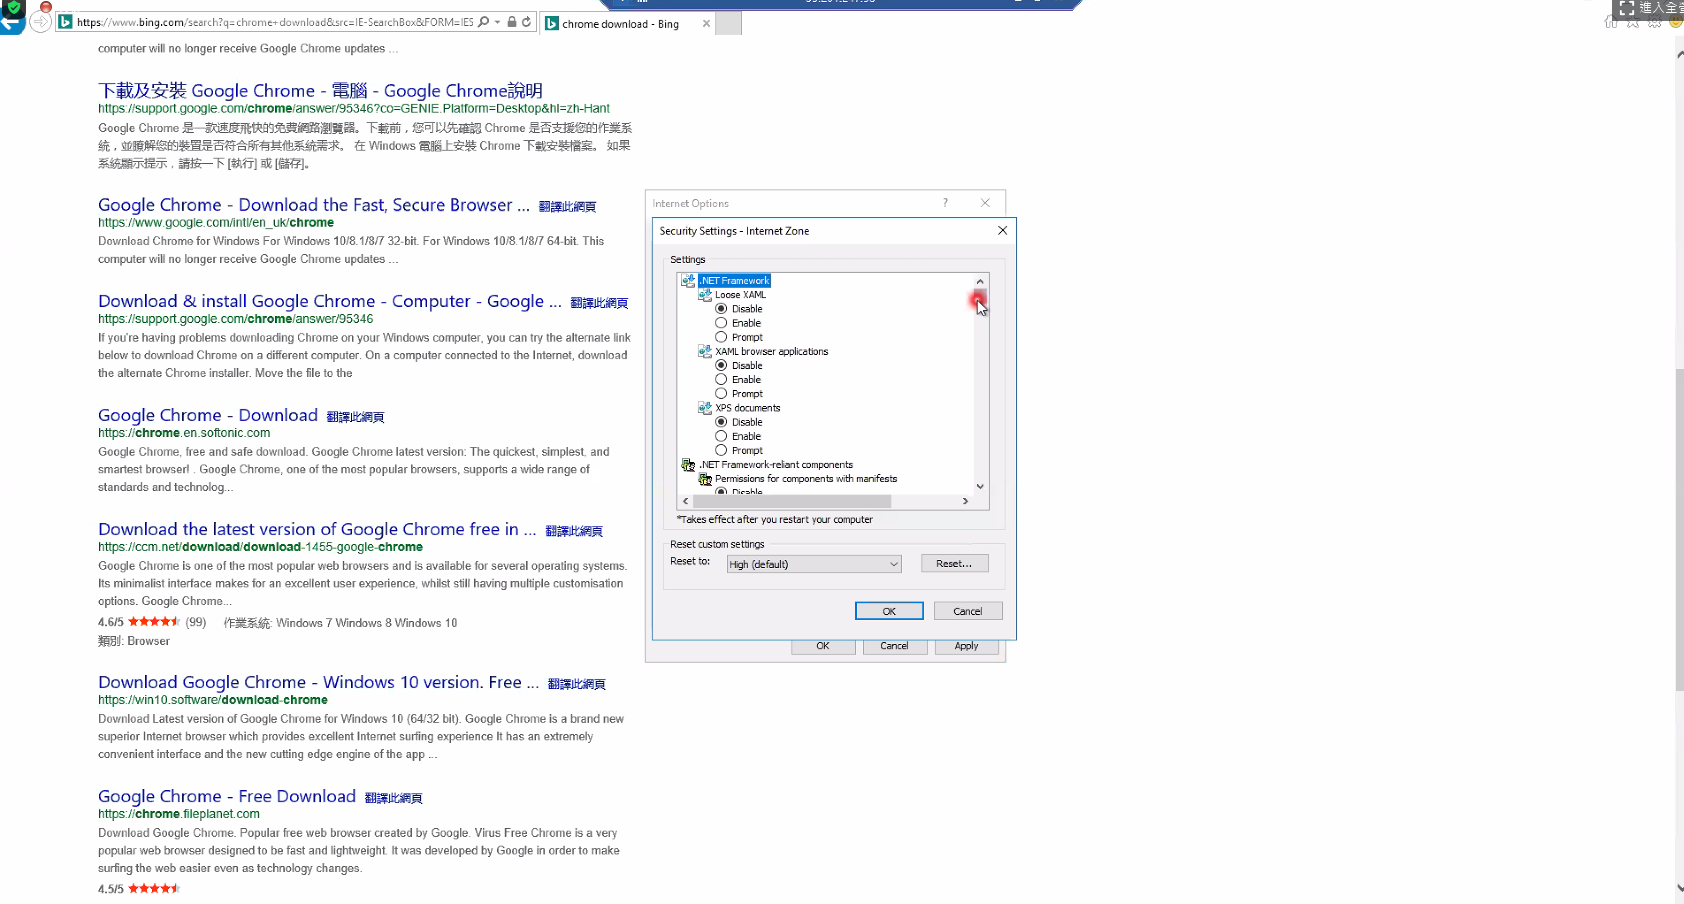 https://www.bing.com/search?q=chrome+download&src=IE-SearchBox&FORM=IES
chrome download - Bing
進入全
computer will no longer receive Google Chrome updates ...
下載及安裝 Google Chrome - 電腦 - Google Chrome說明
https://support.google.com/chrome/answer/95346?co=GENIE.Platform=Desktop&hl=zh-Hant
Google Chrome 是一款速度飛快的免費網路瀏覽器。下載前，您可以先確認 Chrome 是否支援您的作業系
統，並瞭解您的裝置是否符合所有其他系統需求。 在 Windows 電腦上安裝 Chrome 下載安裝檔案。 如果
系統顯示提示，請按一下 [執行] 或 [儲存]。
Google Chrome - Download the Fast, Secure Browser ... 翻譯此網頁
https://www.google.com/intl/en_uk/chrome
Download Chrome for Windows For Windows 10/8.1/8/7 32-bit. For Windows 10/8.1/8/7 64-bit. This
computer will no longer receive Google Chrome updates ...
Download & install Google Chrome - Computer - Google ... 翻譯此網頁
https://support.google.com/chrome/answer/95346
If you're having problems downloading Chrome on your Windows computer, you can try the alternate link
below to download Chrome on a different computer. On a computer connected to the Internet, download
the alternate Chrome installer. Move the file to the
Google Chrome - Download 翻譯此網頁
https://chrome.en.softonic.com
Google Chrome, free and safe download. Google Chrome latest version: The quickest, simplest, and
smartest browser! . Google Chrome, one of the most popular browsers, supports a wide range of
standards and technolog...
Download the latest version of Google Chrome free in ... 翻譯此網頁
https://ccm.net/download/download-1455-google-chrome
Google Chrome is one of the most popular web browsers and is available for several operating systems.
Its minimalist interface makes for an excellent user experience, whilst still having multiple customisation
options. Google Chrome...
4.6/5 (99) 作業系統: Windows 7 Windows 8 Windows 10
類別: Browser
Download Google Chrome - Windows 10 version. Free ... 翻譯此網頁
https://win10.software/download-chrome
Download Latest version of Google Chrome for Windows 10 (64/32 bit). Google Chrome is a brand new
superior Internet browser which provides excellent Internet surfing experience It has an extremely
convenient interface and the new cutting edge engine of the app ...
Google Chrome - Free Download 翻譯此網頁
https://chrome.fileplanet.com
Download Google Chrome. Popular free web browser created by Google. Virus Free Chrome is a very
popular web browser designed to be fast and lightweight. It was developed by Google in order to make
surfing the web easier even as technology changes.
4.5/5
Internet Options
?
Security Settings - Internet Zone
Settings
.NET Framework
Loose XAML
Disable
Enable
Prompt
XAML browser applications
Disable
Enable
Prompt
XPS documents
Disable
Enable
Prompt
.NET Framework-reliant components
Permissions for components with manifests
Disable
*Takes effect after you restart your computer
Reset custom settings
Reset to: High (default) Reset...
OK Cancel
OK Cancel Apply